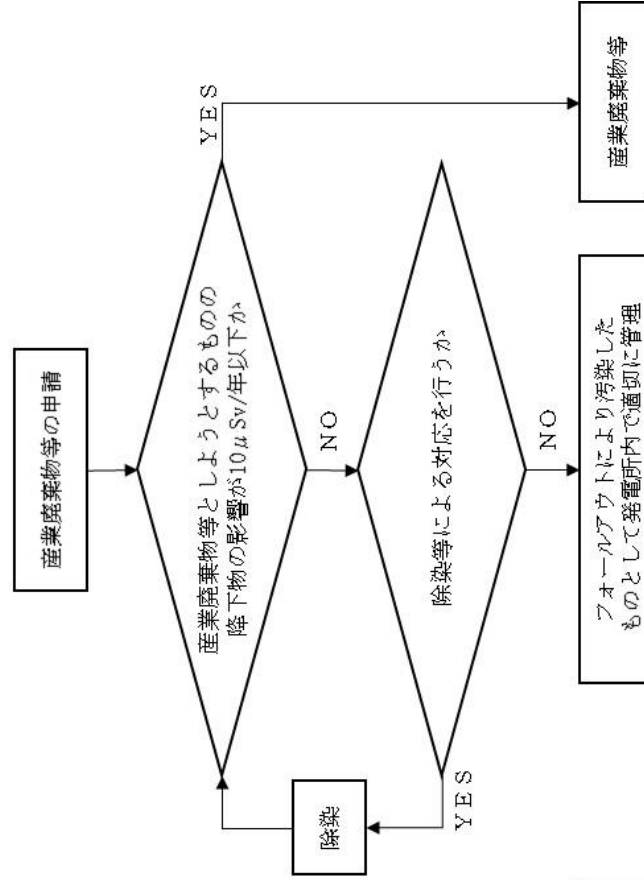 産業廃棄物等の申請
産業廃棄物等としようとするものの
降下物の影響が10μSv/年以下か
YES
NO
除染
除染等による対応を行うか
YES
NO
フォールアウトにより汚染した
ものとして発電所内で適切に管理
産業廃棄物等